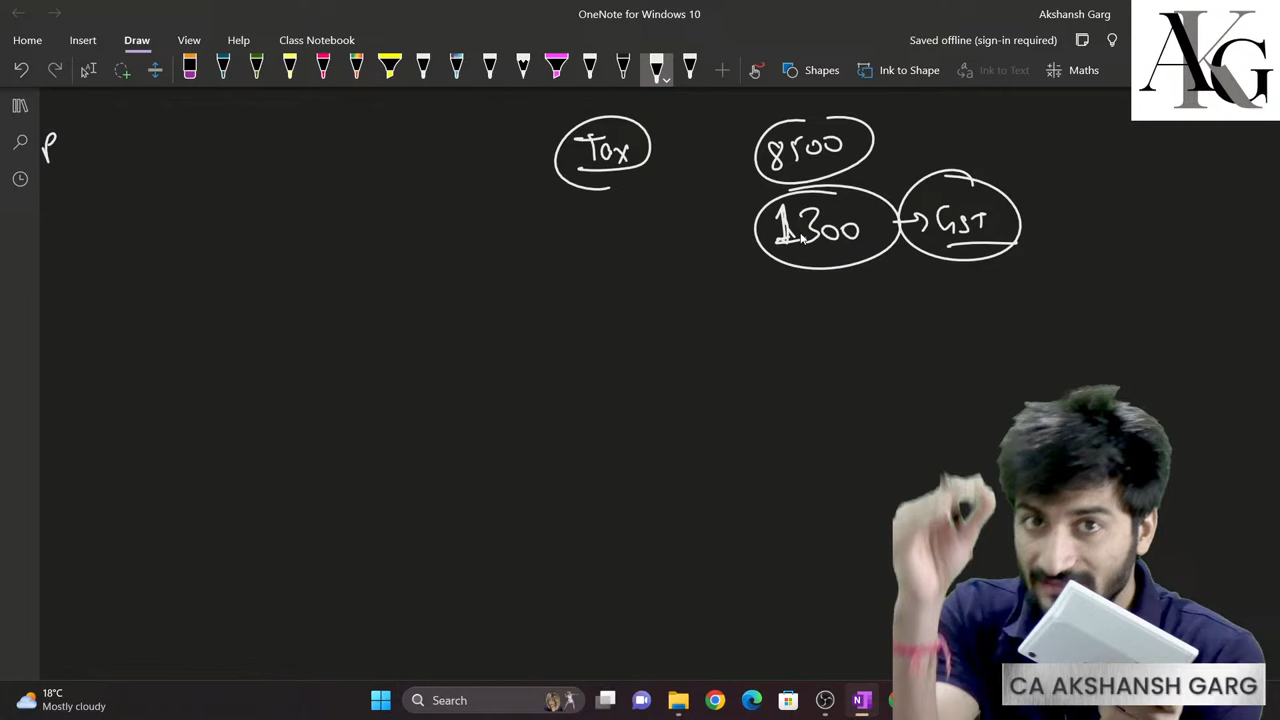 OneNote for Windows 10
Akshansh Garg
Home Insert Draw View Help Class Notebook
Saved offline (sign-in required)
Shapes Ink to Shape Ink to Text Maths
AKG
P
Tax
8500
1300 → GST
CA AKSHANSH GARG
18°C
Mostly cloudy
Search